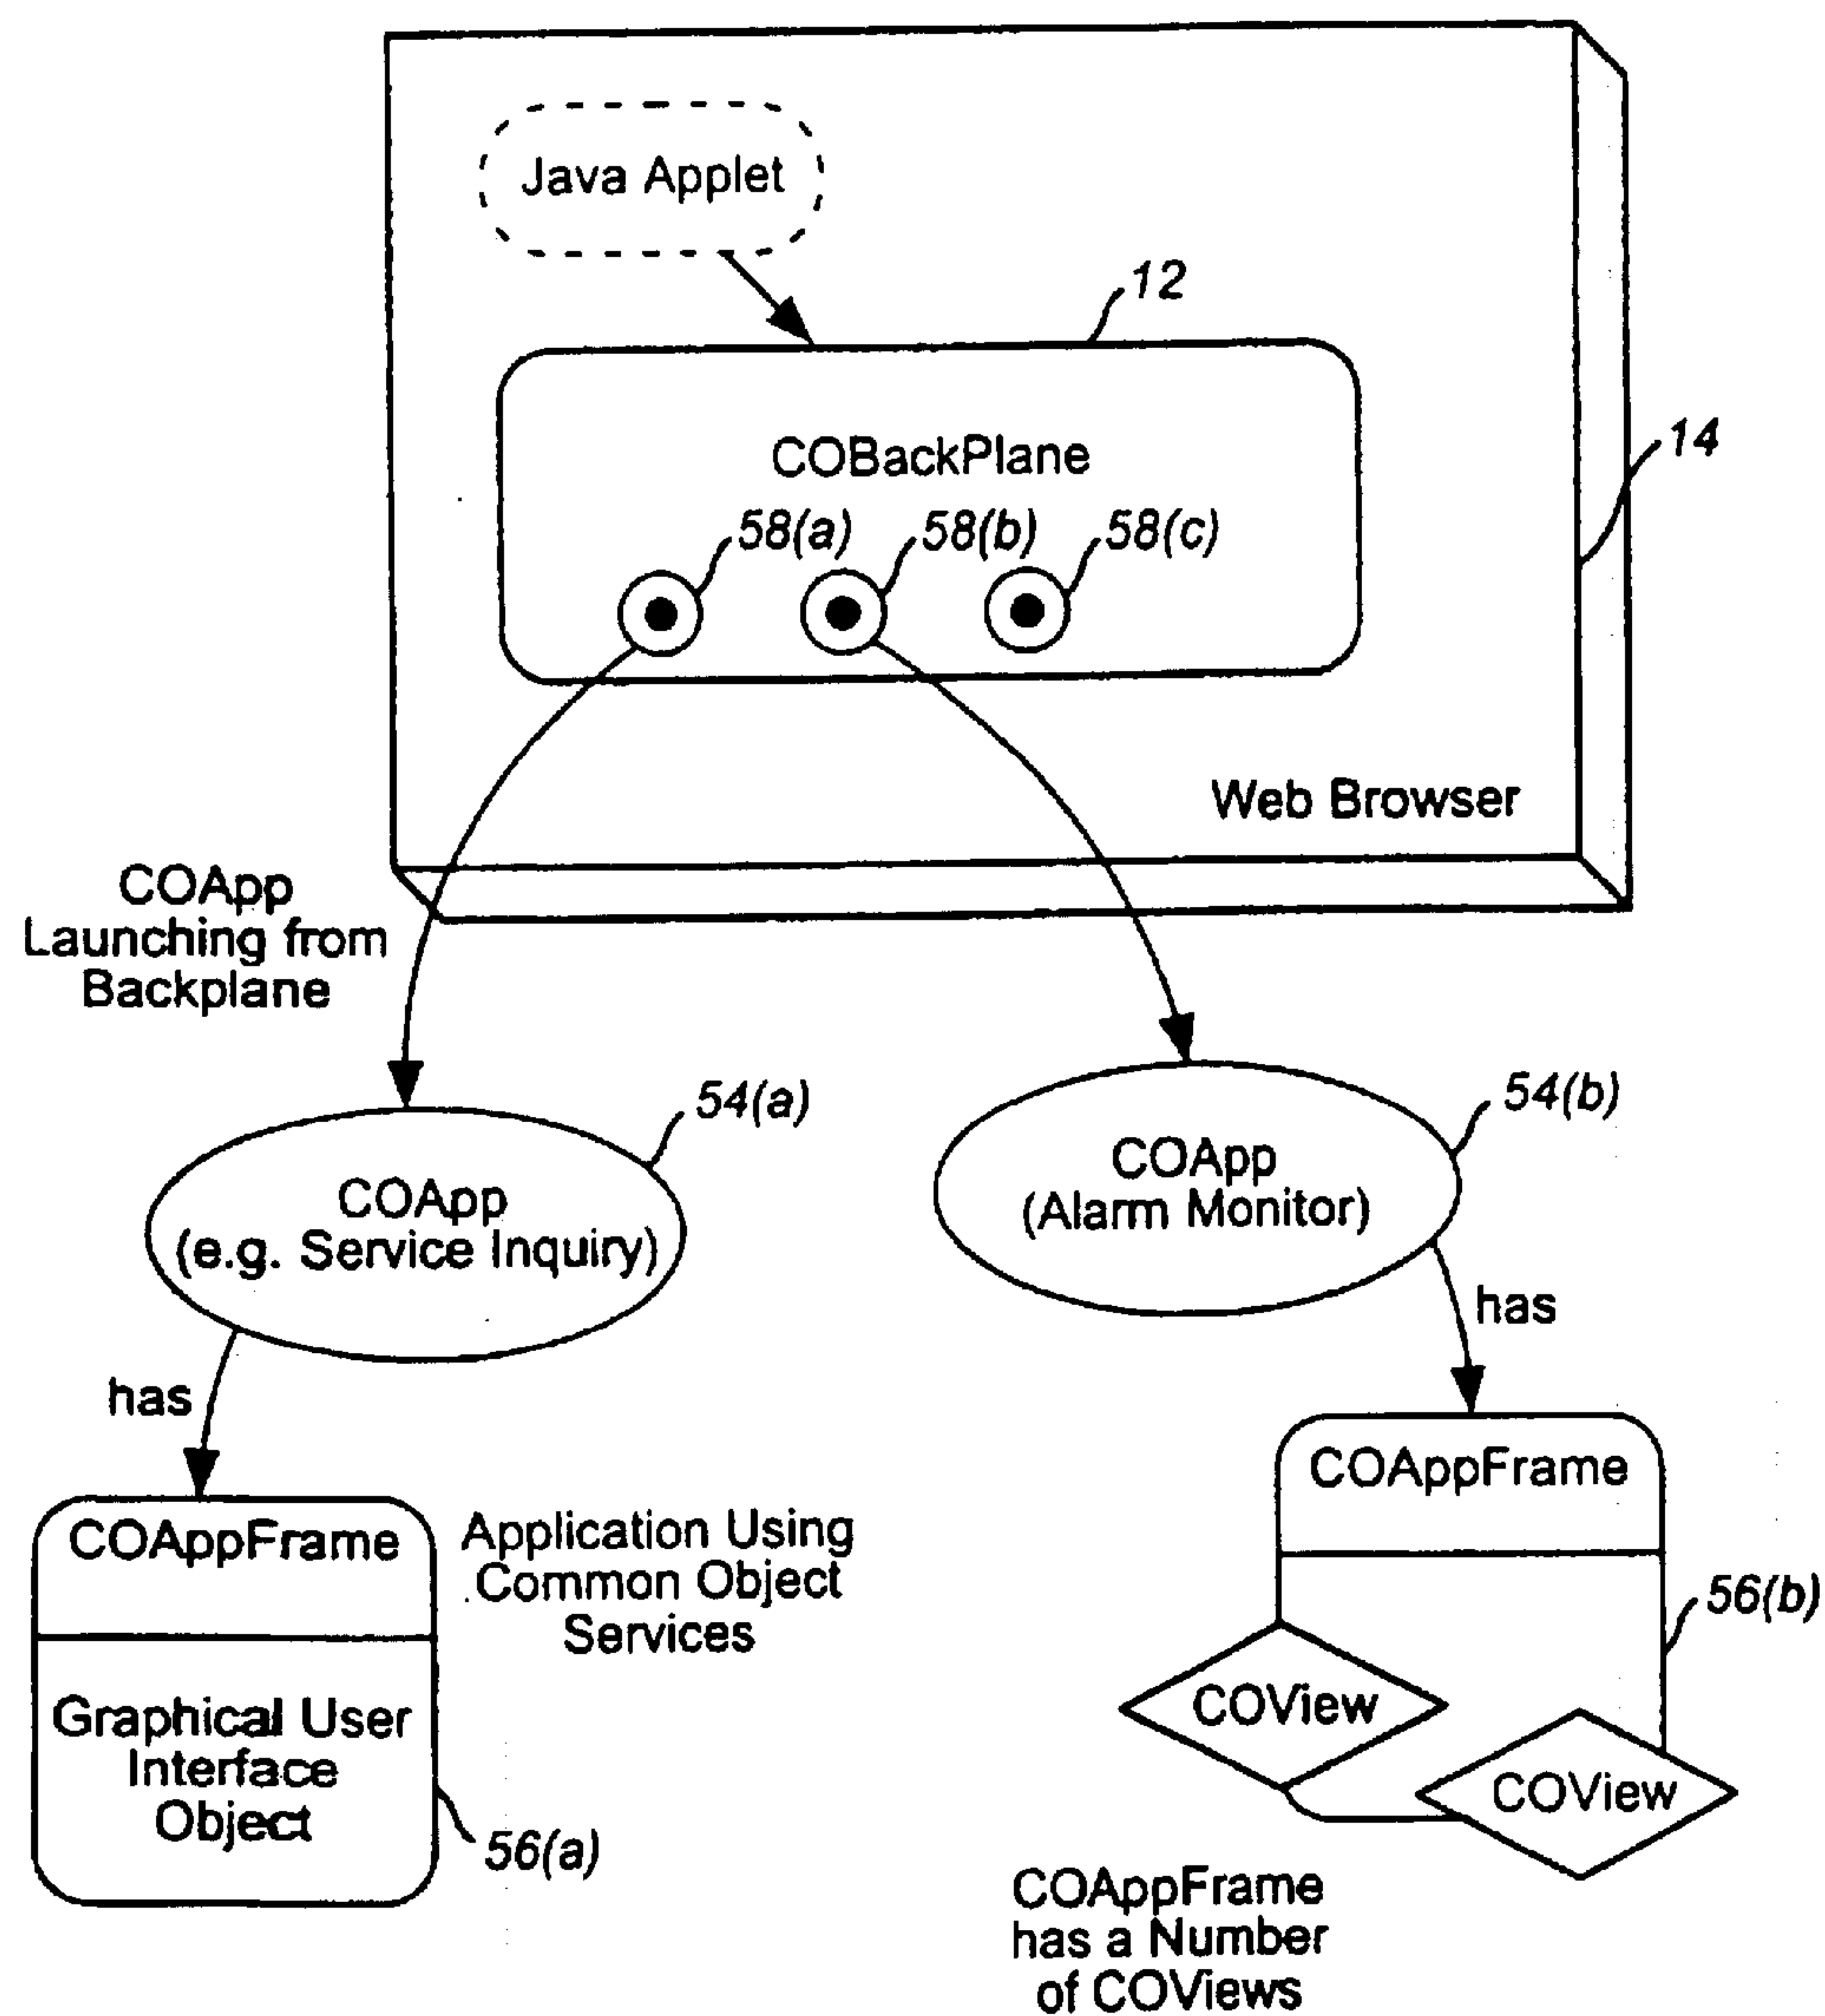 Java Applet
12
COBackPlane
14
58(a)
58(b)
58(c)
Web Browser
COApp
Launching from
Backplane
54(a)
54(b)
COApp
(e.g. Service Inquiry)
COApp
(Alarm Monitor)
has
has
COAppFrame
Application Using
Common Object
Services
Graphical User
Interface
Object
56(a)
COAppFrame
56(b)
COView
COView
COAppFrame
has a Number
of COViews